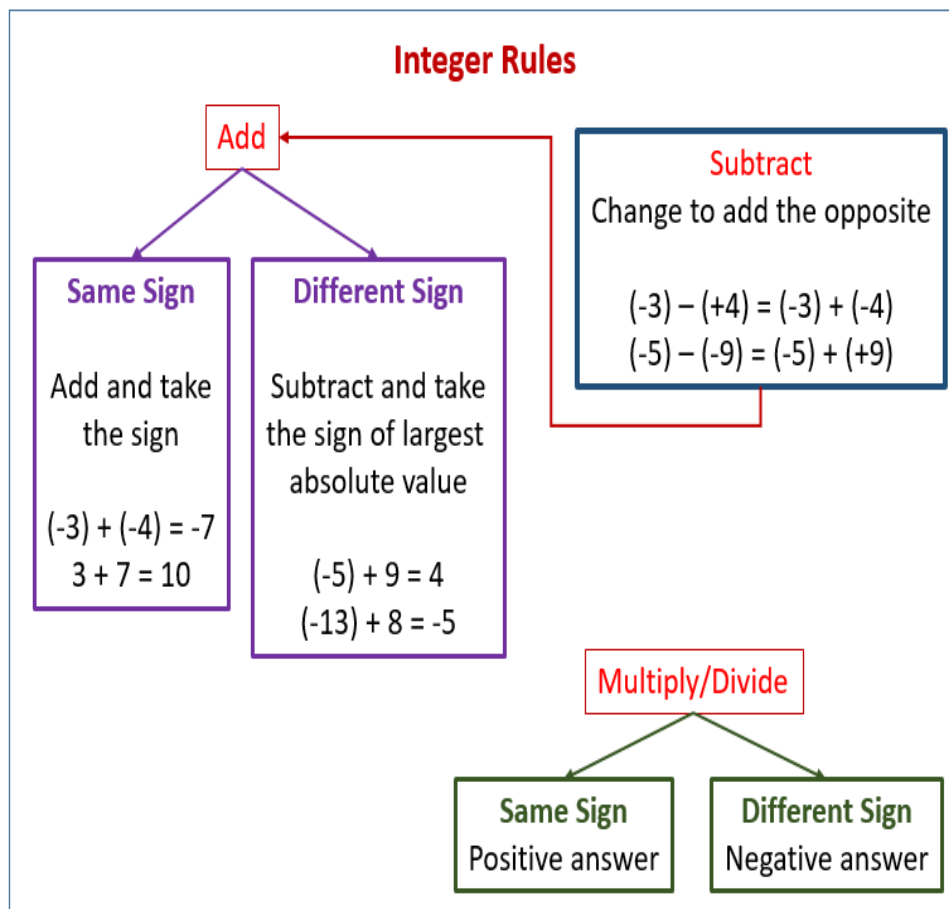 Integer Rules
Add
Subtract
Change to add the opposite
(-3) – (+4) = (-3) + (-4)
(-5) – (-9) = (-5) + (+9)
Same Sign
Add and take
the sign
(-3) + (-4) = -7
3 + 7 = 10
Different Sign
Subtract and take
the sign of largest
absolute value
(-5) + 9 = 4
(-13) + 8 = -5
Multiply/Divide
Same Sign
Positive answer
Different Sign
Negative answer